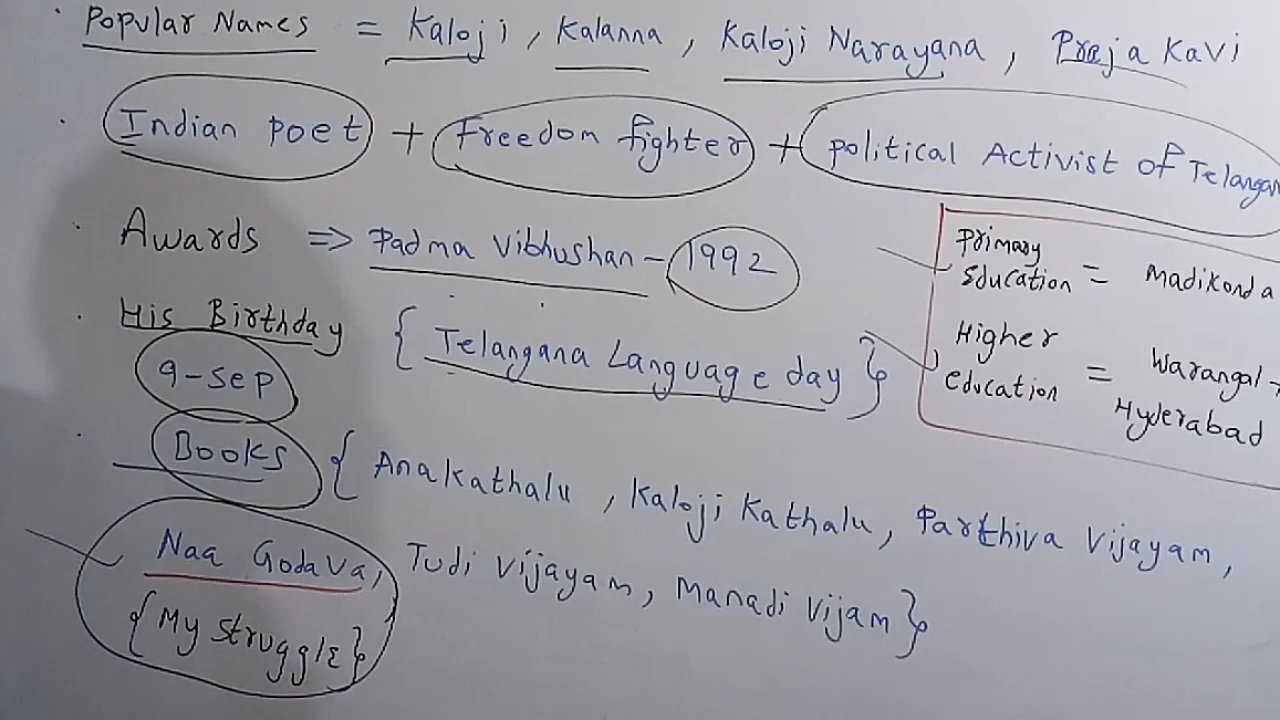 Popular Names = Kaloji, Kalanna, Kaloji Narayana, Praja Kavi
Indian Poet + Freedom fighter + political Activist of Telangan
Awards ⇒ Padma Vibhushan - 1992
Primary Education = Madikonda
His Birthday { Telangana Language day }
9-Sep
Higher education = Warangal + Hyderabad
Books { Anakathalu, Kaloji Kathalu, Parthiva Vijayam,
Naa Godava, Tudi Vijayam, Manadi Vijam }
{My struggle}